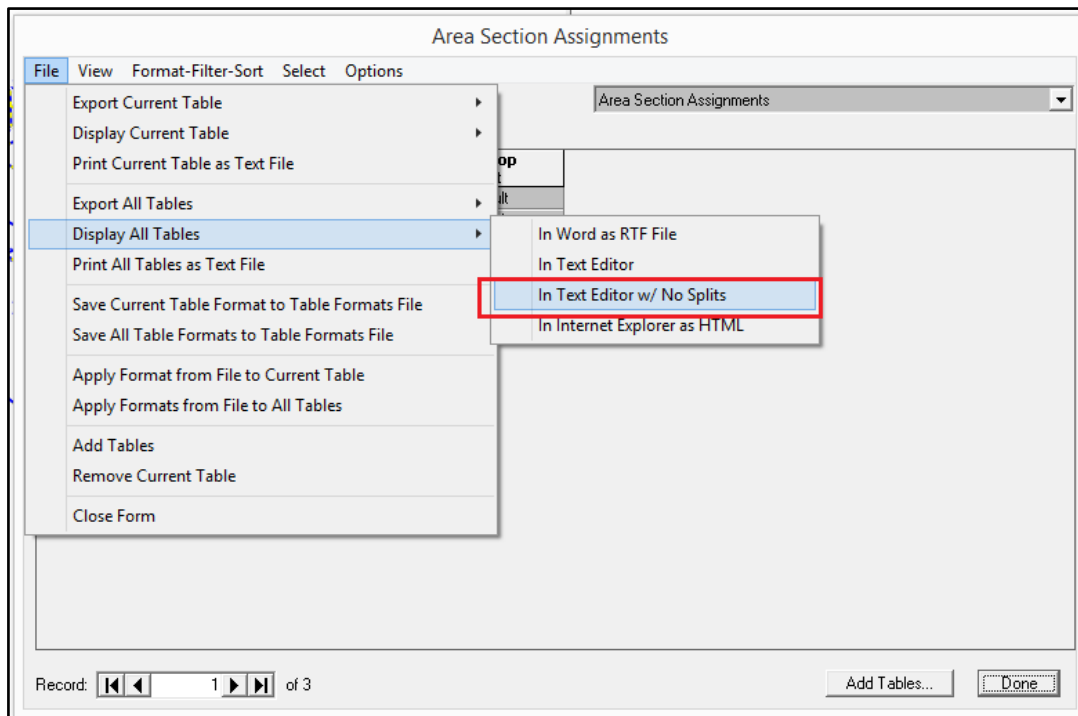 Area Section Assignments
File View Format-Filter-Sort Select Options
Export Current Table
Display Current Table
Print Current Table as Text File
Export All Tables
Display All Tables
Print All Tables as Text File
Save Current Table Format to Table Formats File
Save All Table Formats to Table Formats File
Apply Format from File to Current Table
Apply Formats from File to All Tables
Add Tables
Remove Current Table
Close Form
Area Section Assignments
In Word as RTF File
In Text Editor
In Text Editor w/ No Splits
In Internet Explorer as HTML
Record: 1 of 3
Add Tables... Done